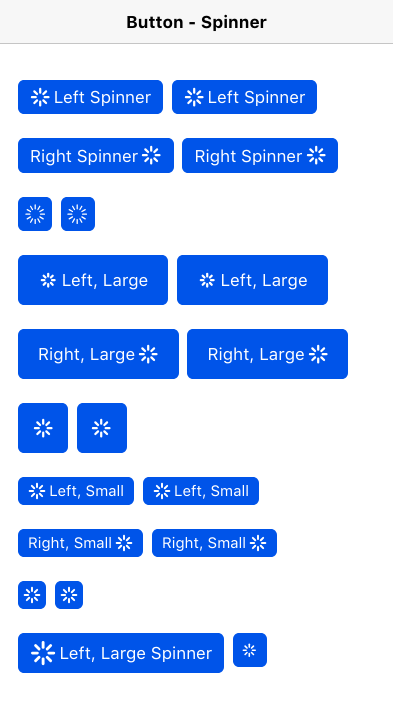 Button - Spinner
Left Spinner Left Spinner
Right Spinner Right Spinner
Left, Large Left, Large
Right, Large Right, Large
Left, Small Left, Small
Right, Small Right, Small
Left, Large Spinner